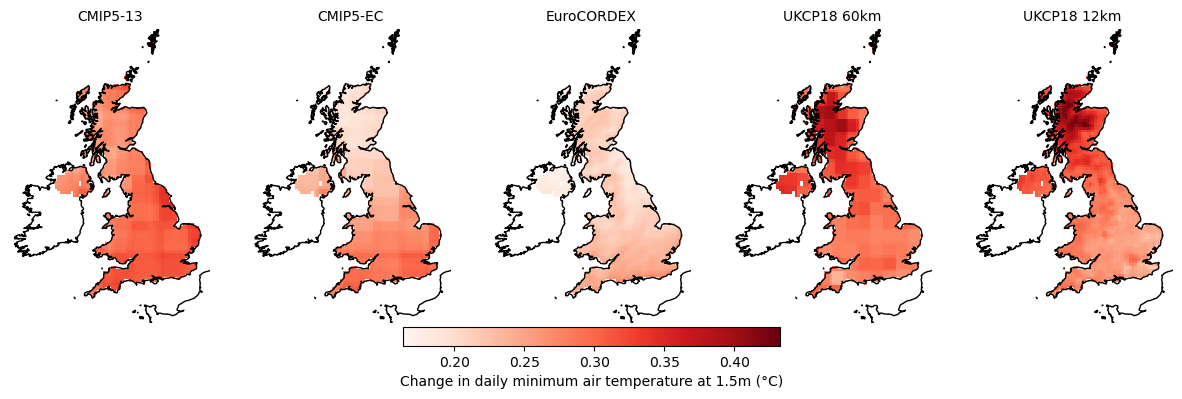 CMIP5-13 CMIP5-EC EuroCORDEX UKCP18 60km UKCP18 12km
0.20 0.25 0.30 0.35 0.40
Change in daily minimum air temperature at 1.5m (°C)